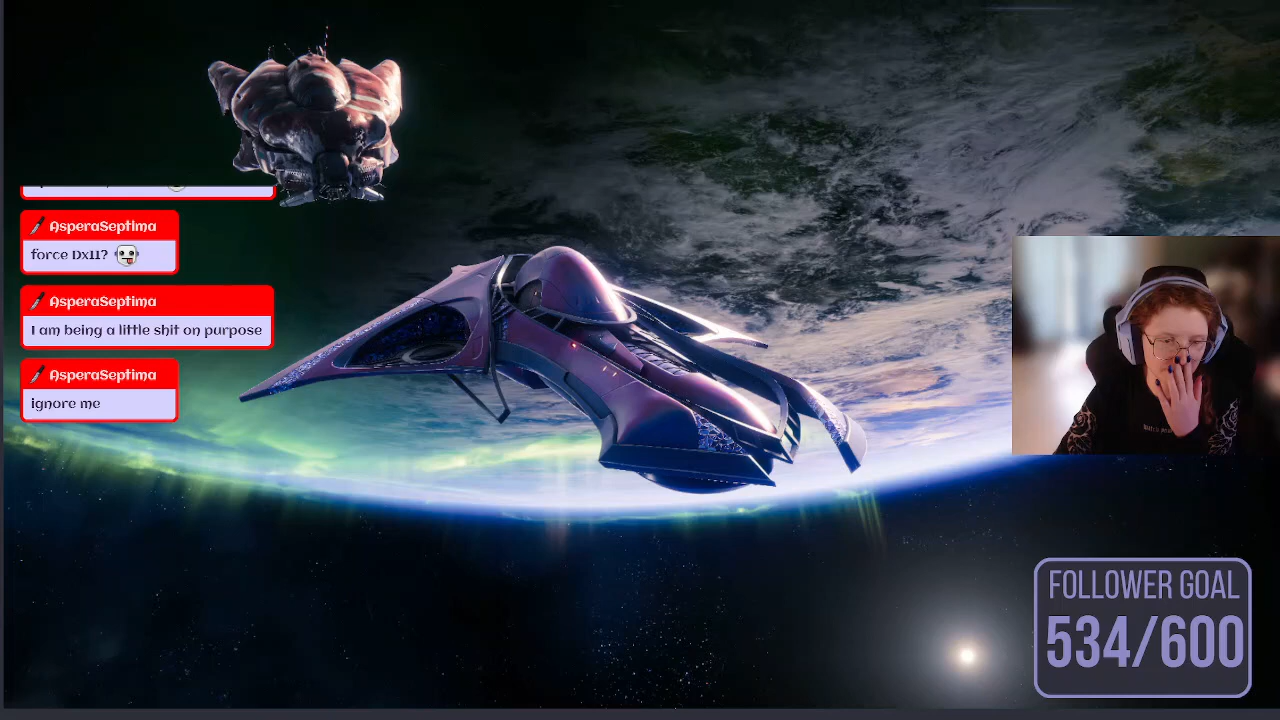 AsperaSeptima
force Dx11?
AsperaSeptima
I am being a little shit on purpose
AsperaSeptima
ignore me
FOLLOWER GOAL
534/600